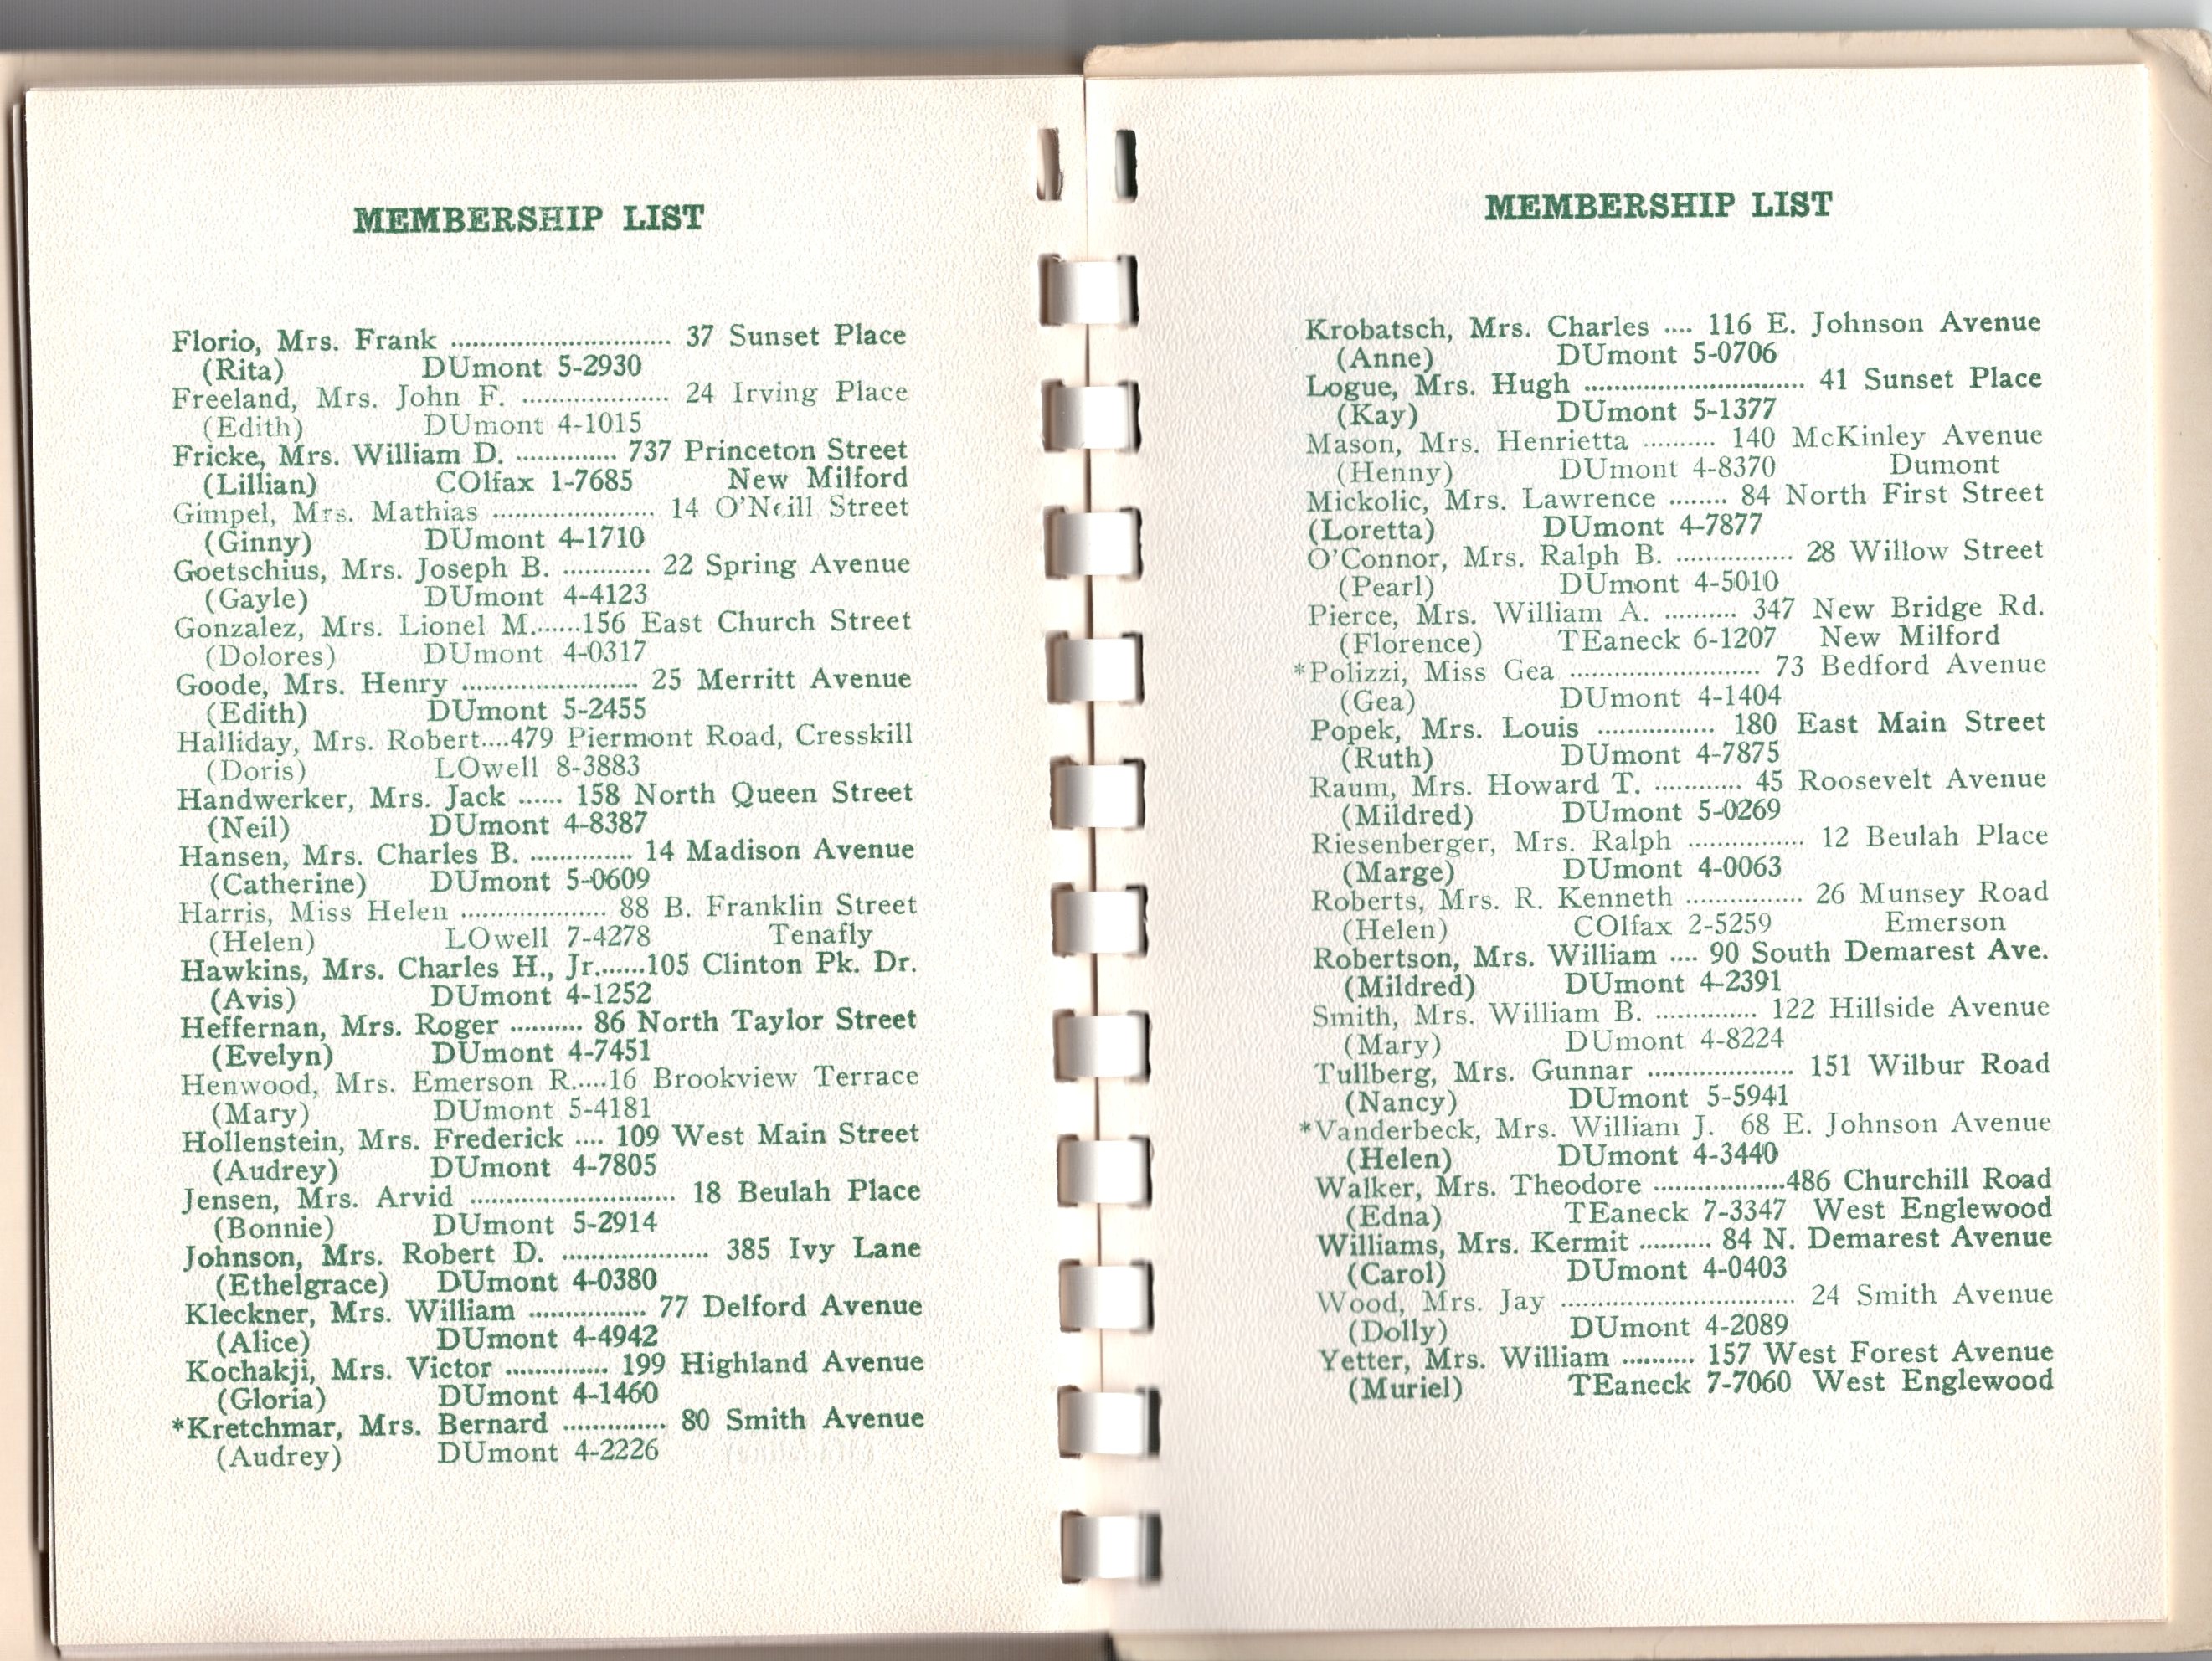 MEMBERSHIP LIST
Florio, Mrs. Frank .............................. 37 Sunset Place
(Rita) DUmont 5-2930
Freeland, Mrs. John F. .................... 24 Irving Place
(Edith) DUmont 4-1015
Fricke, Mrs. William D. .............. 737 Princeton Street
(Lillian) COlfax 1-7685 New Milford
Gimpel, Mrs. Mathias ...................... 14 O'Neill Street
(Ginny) DUmont 4-1710
Goetschius, Mrs. Joseph B. ............ 22 Spring Avenue
(Gayle) DUmont 4-4123
Gonzalez, Mrs. Lionel M.......156 East Church Street
(Dolores) DUmont 4-0317
Goode, Mrs. Henry ........................ 25 Merritt Avenue
(Edith) DUmont 5-2455
Halliday, Mrs. Robert....479 Piermont Road, Cresskill
(Doris) LOwell 8-3883
Handwerker, Mrs. Jack ...... 158 North Queen Street
(Neil) DUmont 4-8387
Hansen, Mrs. Charles B. .............. 14 Madison Avenue
(Catherine) DUmont 5-0609
Harris, Miss Helen .................... 88 B. Franklin Street
(Helen) LOwell 7-4278 Tenafly
Hawkins, Mrs. Charles H., Jr.......105 Clinton Pk. Dr.
(Avis) DUmont 4-1252
Heffernan, Mrs. Roger .......... 86 North Taylor Street
(Evelyn) DUmont 4-7451
Henwood, Mrs. Emerson R.....16 Brookview Terrace
(Mary) DUmont 5-4181
Hollenstein, Mrs. Frederick .... 109 West Main Street
(Audrey) DUmont 4-7805
Jensen, Mrs. Arvid ............................ 18 Beulah Place
(Bonnie) DUmont 5-2914
Johnson, Mrs. Robert D. .................... 385 Ivy Lane
(Ethelgrace) DUmont 4-0380
Kleckner, Mrs. William ................ 77 Delford Avenue
(Alice) DUmont 4-4942
Kochakji, Mrs. Victor .............. 199 Highland Avenue
(Gloria) DUmont 4-1460
*Kretchmar, Mrs. Bernard .............. 80 Smith Avenue
(Audrey) DUmont 4-2226
MEMBERSHIP LIST
Krobatsch, Mrs. Charles .... 116 E. Johnson Avenue
(Anne) DUmont 5-0706
Logue, Mrs. Hugh .............................. 41 Sunset Place
(Kay) DUmont 5-1377
Mason, Mrs. Henrietta .......... 140 McKinley Avenue
(Henny) DUmont 4-8370 Dumont
Mickolic, Mrs. Lawrence ........ 84 North First Street
(Loretta) DUmont 4-7877
O'Connor, Mrs. Ralph B. ................ 28 Willow Street
(Pearl) DUmont 4-5010
Pierce, Mrs. William A. .......... 347 New Bridge Rd.
(Florence) TEaneck 6-1207 New Milford
*Polizzi, Miss Gea .......................... 73 Bedford Avenue
(Gea) DUmont 4-1404
Popek, Mrs. Louis ................ 180 East Main Street
(Ruth) DUmont 4-7875
Raum, Mrs. Howard T. ............ 45 Roosevelt Avenue
(Mildred) DUmont 5-0269
Riesenberger, Mrs. Ralph ................ 12 Beulah Place
(Marge) DUmont 4-0063
Roberts, Mrs. R. Kenneth ................ 26 Munsey Road
(Helen) COlfax 2-5259 Emerson
Robertson, Mrs. William .... 90 South Demarest Ave.
(Mildred) DUmont 4-2391
Smith, Mrs. William B. .............. 122 Hillside Avenue
(Mary) DUmont 4-8224
Tullberg, Mrs. Gunnar .................... 151 Wilbur Road
(Nancy) DUmont 5-5941
*Vanderbeck, Mrs. William J. 68 E. Johnson Avenue
(Helen) DUmont 4-3440
Walker, Mrs. Theodore ..................486 Churchill Road
(Edna) TEaneck 7-3347 West Englewood
Williams, Mrs. Kermit .......... 84 N. Demarest Avenue
(Carol) DUmont 4-0403
Wood, Mrs. Jay ................................ 24 Smith Avenue
(Dolly) DUmont 4-2089
Yetter, Mrs. William .......... 157 West Forest Avenue
(Muriel) TEaneck 7-7060 West Englewood